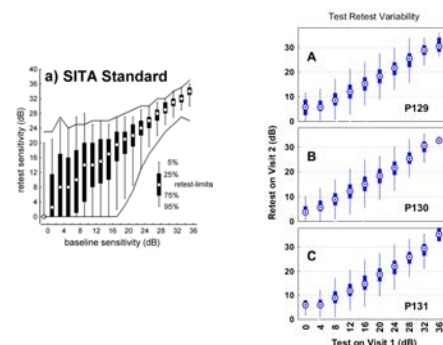 a) SITA Standard
retest sensitivity (dB)
40
36
32
28
24
20
16
12
8
4
0
5%
25%
retest-limits
75%
95%
0 4 8 12 16 20 24 28 32 36
baseline sensitivity (dB)
Test Retest Variability
Retest on Visit 2 (dB)
A
30
20
10
0
P129
B
30
20
10
0
P130
C
30
20
10
0
P131
0 4 8 12 16 20 24 28 32 36
Test on Visit 1 (dB)